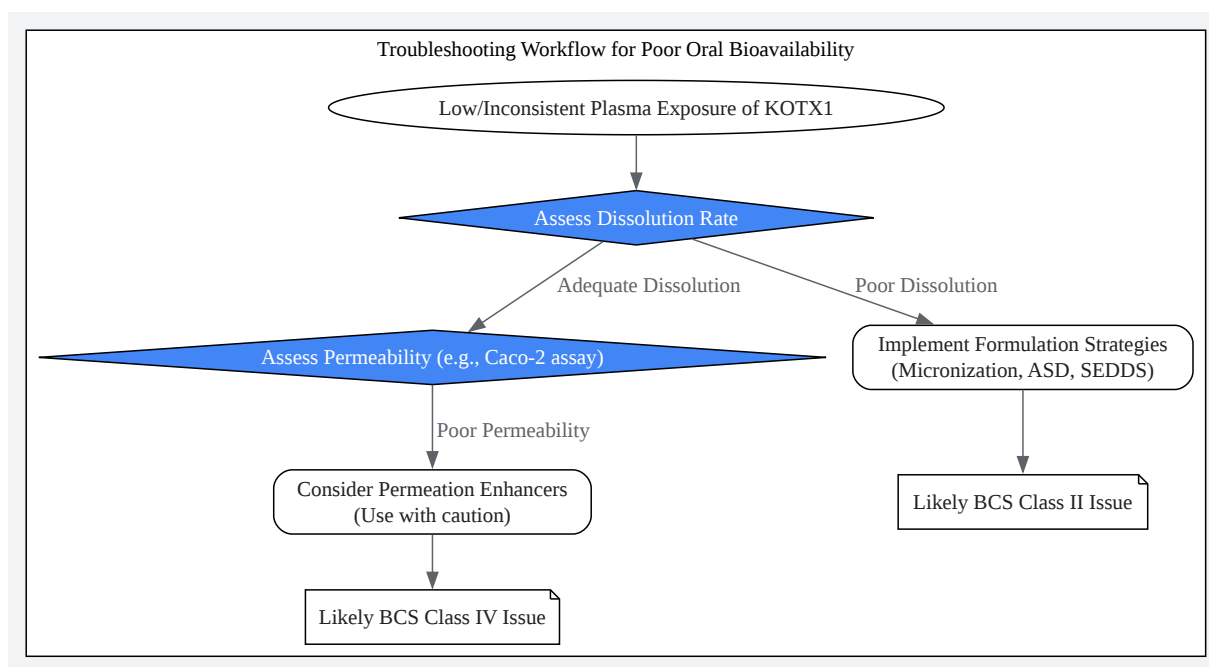 Troubleshooting Workflow for Poor Oral Bioavailability
Low/Inconsistent Plasma Exposure of KOTX1
Assess Dissolution Rate
Adequate Dissolution
Poor Dissolution
Assess Permeability (e.g., Caco-2 assay)
Implement Formulation Strategies
(Micronization, ASD, SEDDS)
Poor Permeability
Consider Permeation Enhancers
(Use with caution)
Likely BCS Class II Issue
Likely BCS Class IV Issue